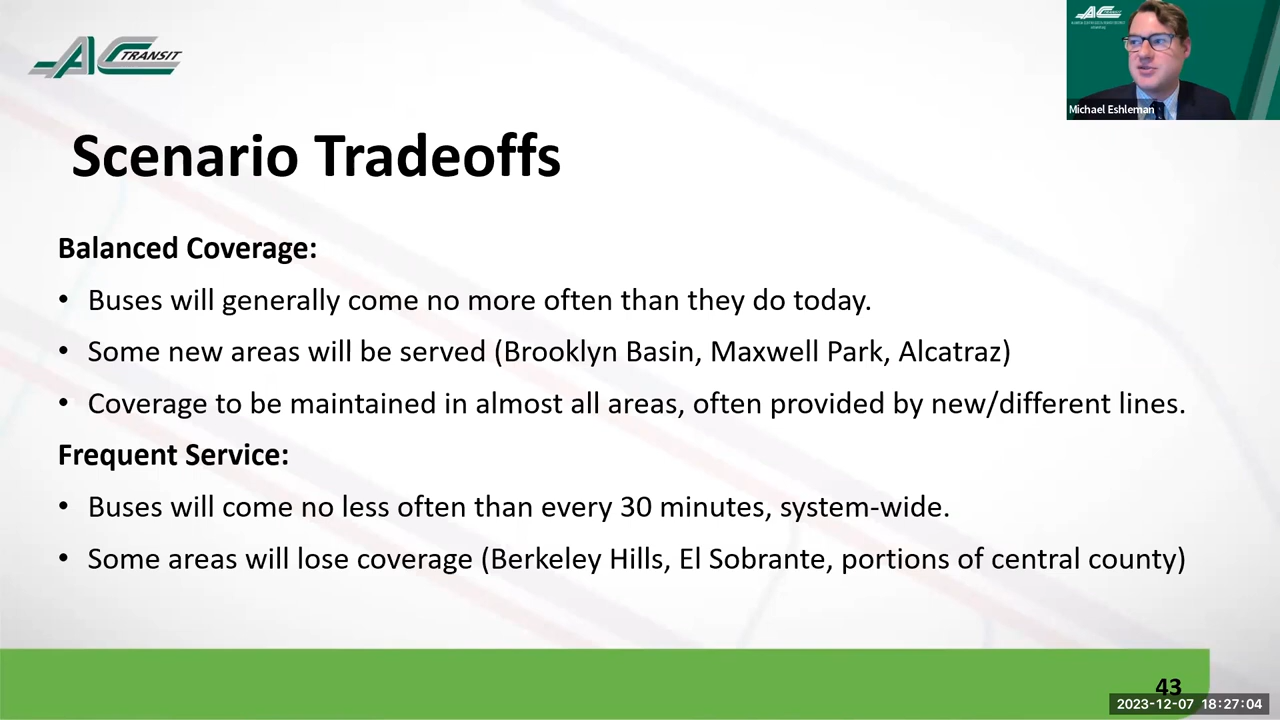 AC TRANSIT
AC TRANSIT
Michael Eshleman
Scenario Tradeoffs
Balanced Coverage:
• Buses will generally come no more often than they do today.
• Some new areas will be served (Brooklyn Basin, Maxwell Park, Alcatraz)
• Coverage to be maintained in almost all areas, often provided by new/different lines.
Frequent Service:
• Buses will come no less often than every 30 minutes, system-wide.
• Some areas will lose coverage (Berkeley Hills, El Sobrante, portions of central county)
43
2023-12-07 18:27:04